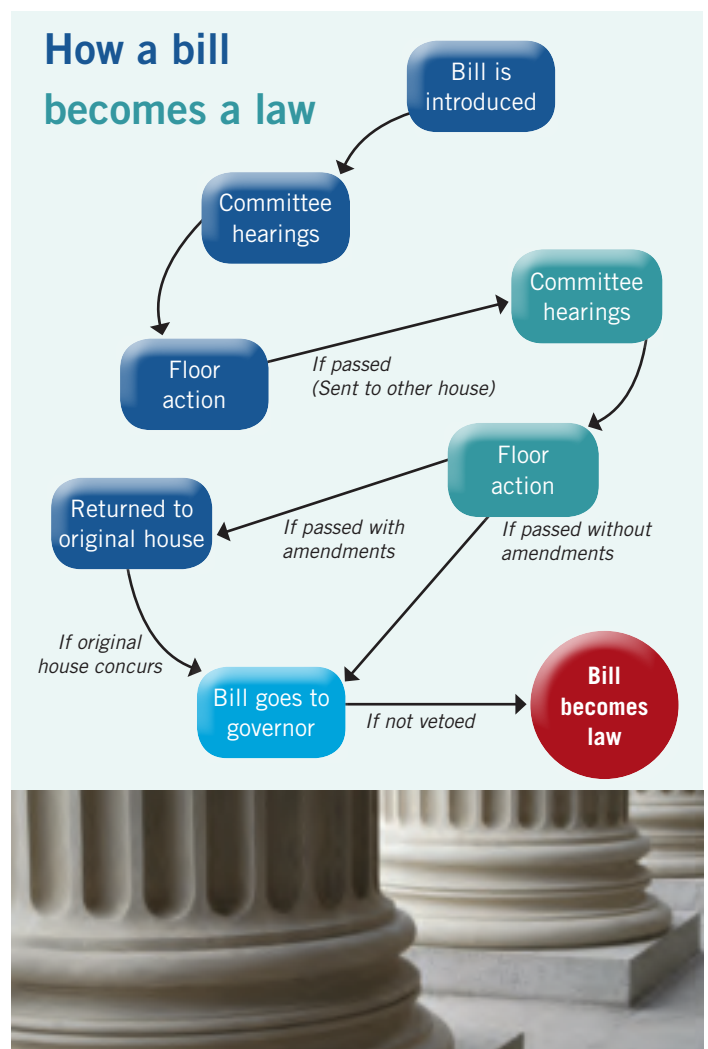 How a bill
becomes a law
Bill is
introduced
Committee
hearings
Floor
action
If passed
(Sent to other house)
Committee
hearings
Floor
action
If passed with
amendments
If passed without
amendments
Returned to
original house
If original
house concurs
Bill goes to
governor
If not vetoed
Bill
becomes
law